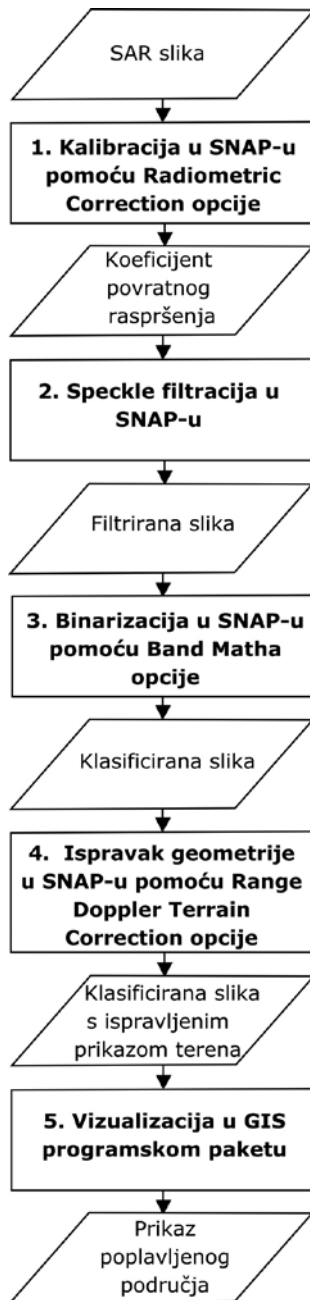 SAR slika
1. Kalibracija u SNAP-u
pomoću Radiometric
Correction opcije
Koeficijent
povratnog
raspršenja
2. Speckle filtracija u
SNAP-u
Filtrirana slika
3. Binarizacija u SNAP-u
pomoću Band Matha
opcije
Klasificirana slika
4. Ispravak geometrije
u SNAP-u pomoću Range
Doppler Terrain
Correction opcije
Klasificirana slika
s ispravljenim
prikazom terena
5. Vizualizacija u GIS
programskom paketu
Prikaz
poplavljenog
područja